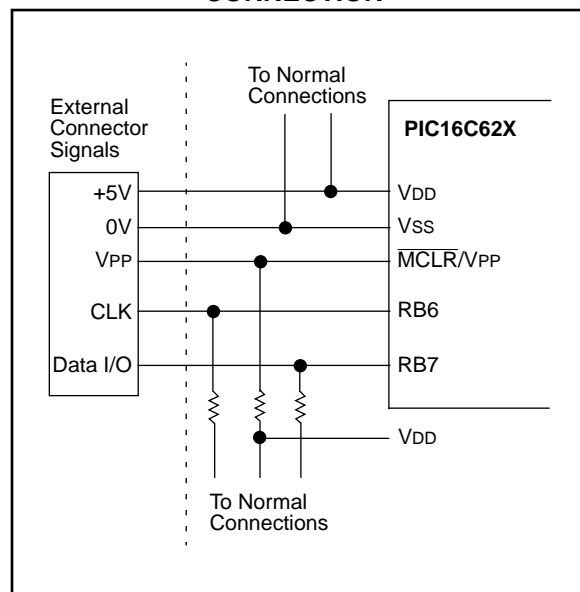 CONNECTION
To Normal
Connections
External
Connector
Signals
PIC16C62X
+5V
VDD
0V
VSS
VPP
MCLR/VPP
CLK
RB6
Data I/O
RB7
VDD
To Normal
Connections